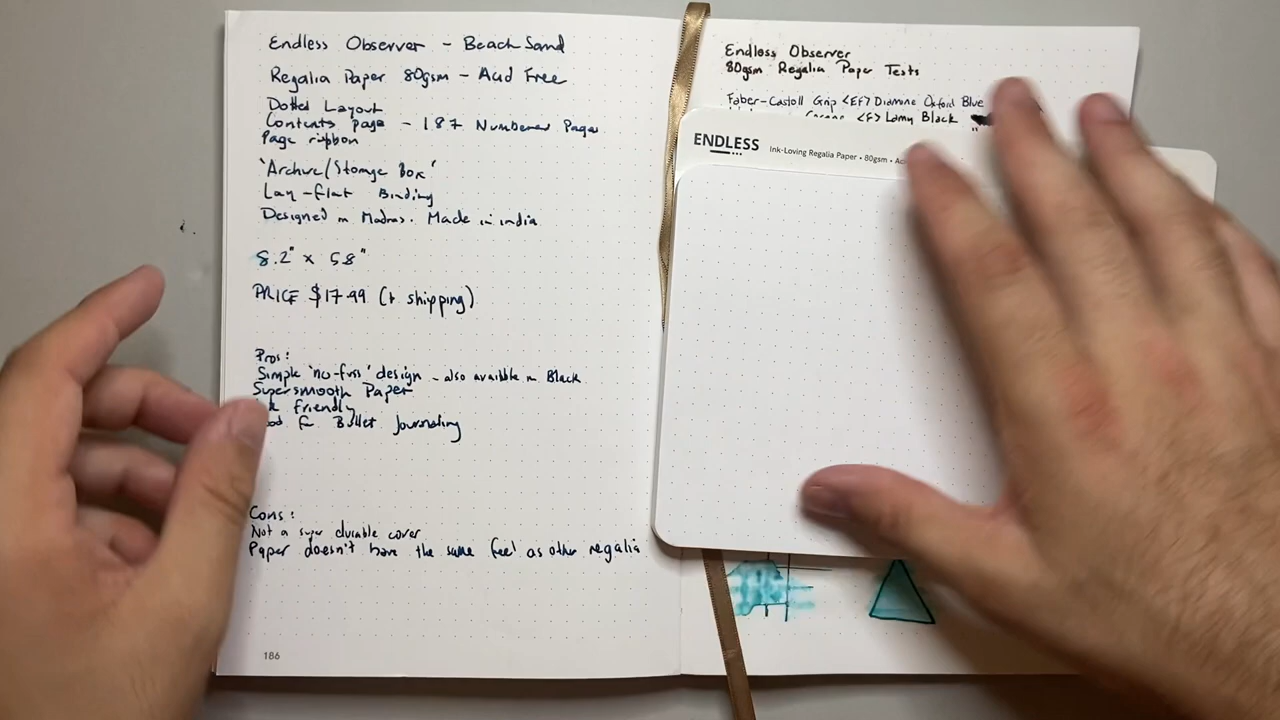 Endless Observer - Beach Sand
Regalia Paper 80gsm - Acid Free
Dotted Layout
Contents page - 187 Numbered Pages
Page ribbon
'Archive/Storage Box'
Lay-flat Binding
Designed in Madras. Made in india
8.2" x 5.8"
PRICE $17.99 (+ shipping)
Pros:
Simple 'no-fuss' design - also available in Black
Super smooth Paper
friendly
for Bullet Journaling
Cons:
Not a super durable cover
Paper doesn't have the same 'feel' as other regalia
186
Endless Observer
80gsm Regalia Paper Tests
Faber-Castell Grip <EF> Diamine Oxford Blue
<F> Lamy Black
ENDLESS
Ink-Loving Regalia Paper • 80gsm •